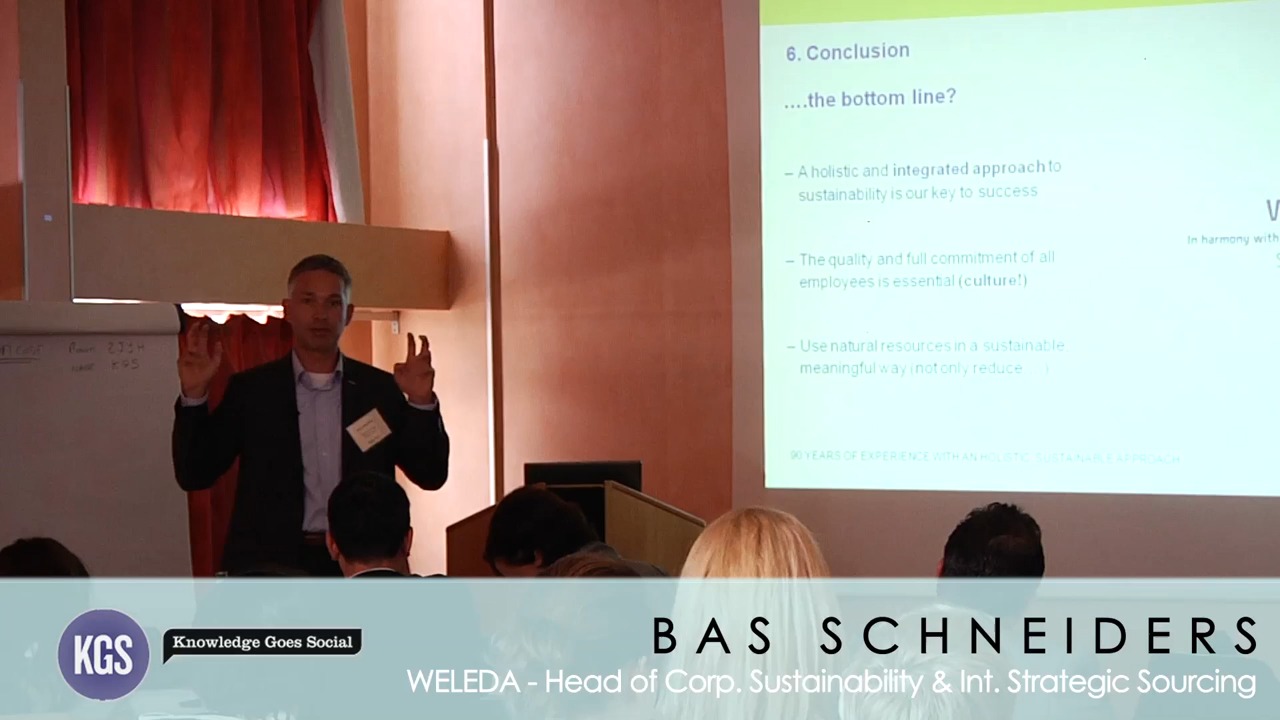 6. Conclusion
....the bottom line?
– A holistic and integrated approach to
sustainability is our key to success
– The quality and full commitment of all
employees is essential (culture!)
– Use natural resources in a sustainable
meaningful way (not only reduce...)
In harmony with
90 YEARS OF EXPERIENCE WITH AN HOLISTIC SUSTAINABLE APPROACH
KGS
KGS
Knowledge Goes Social
BAS SCHNEIDERS
WELEDA - Head of Corp. Sustainability & Int. Strategic Sourcing